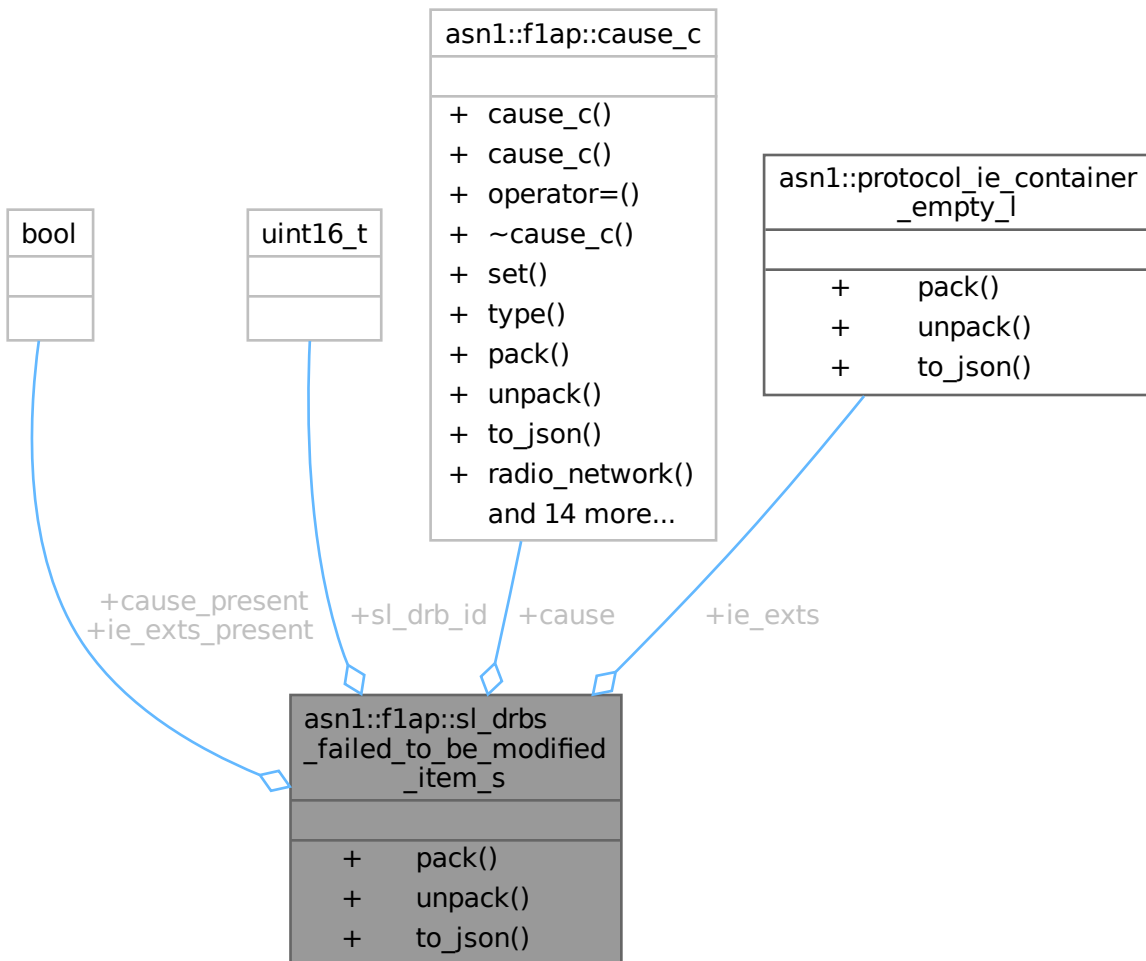 asn1::f1ap::cause_c
+ cause_c()
+ cause_c()
+ operator=()
+ ~cause_c()
+ set()
+ type()
+ pack()
+ unpack()
+ to_json()
+ radio_network()
and 14 more...
asn1::protocol_ie_container
_empty_l
+ pack()
+ unpack()
+ to_json()
bool
uint16_t
+cause_present
+ie_exts_present
+sl_drb_id
+cause
+ie_exts
asn1::f1ap::sl_drbs
_failed_to_be_modified
_item_s
+ pack()
+ unpack()
+ to_json()